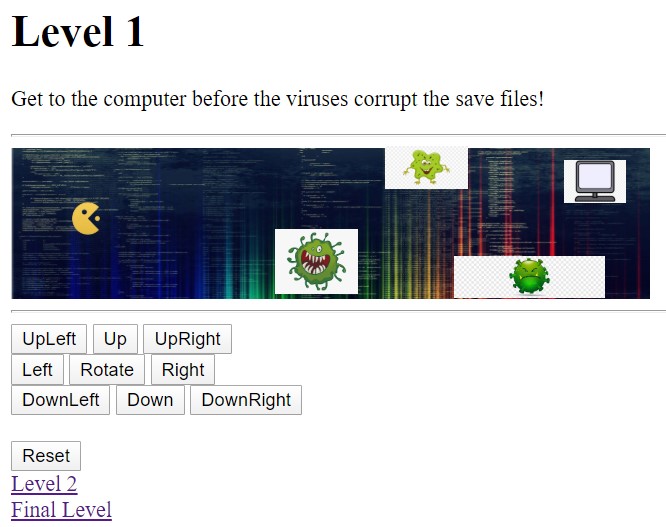 Level 1
Get to the computer before the viruses corrupt the save files!
UpLeft Up UpRight
Left Rotate Right
DownLeft Down DownRight
Reset
Level 2
Final Level